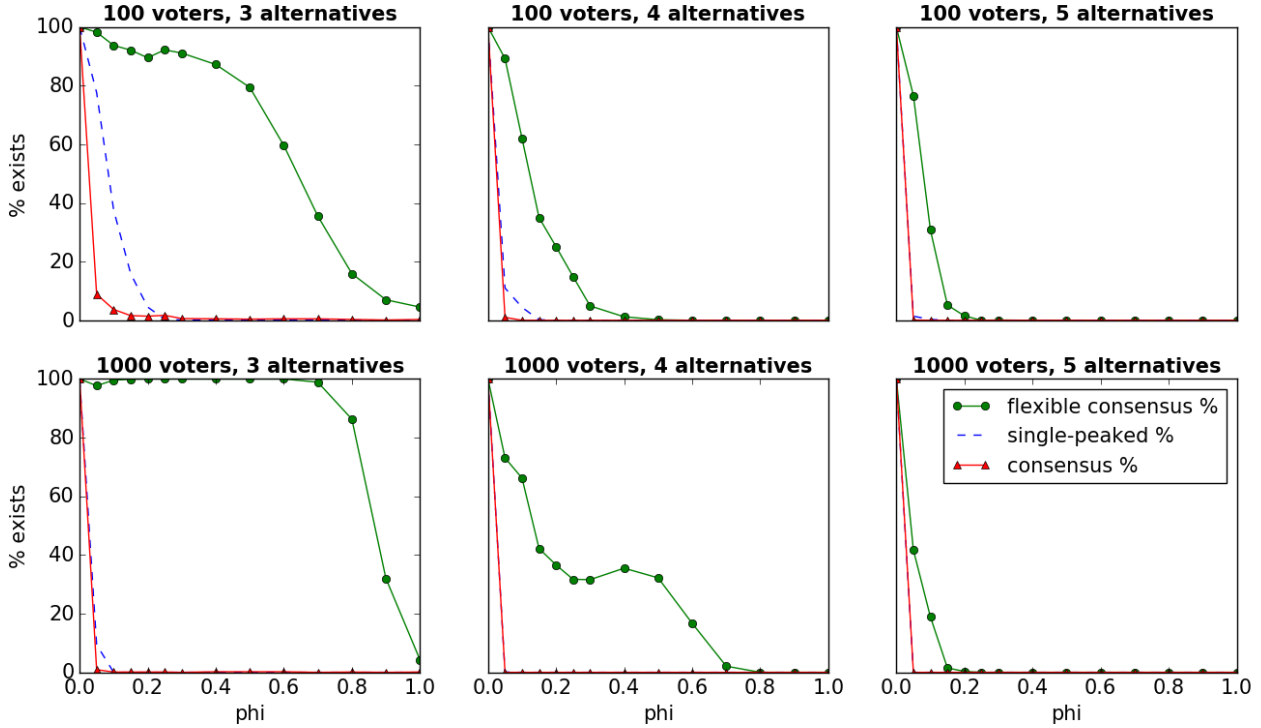 100 voters, 3 alternatives
100 voters, 4 alternatives
100 voters, 5 alternatives
100
80
60
40
20
0
% exists
1000 voters, 3 alternatives
1000 voters, 4 alternatives
1000 voters, 5 alternatives
100
80
60
40
20
0
% exists
flexible consensus %
single-peaked %
consensus %
0.0 0.2 0.4 0.6 0.8 1.0
0.0 0.2 0.4 0.6 0.8 1.0
0.0 0.2 0.4 0.6 0.8 1.0
phi
phi
phi